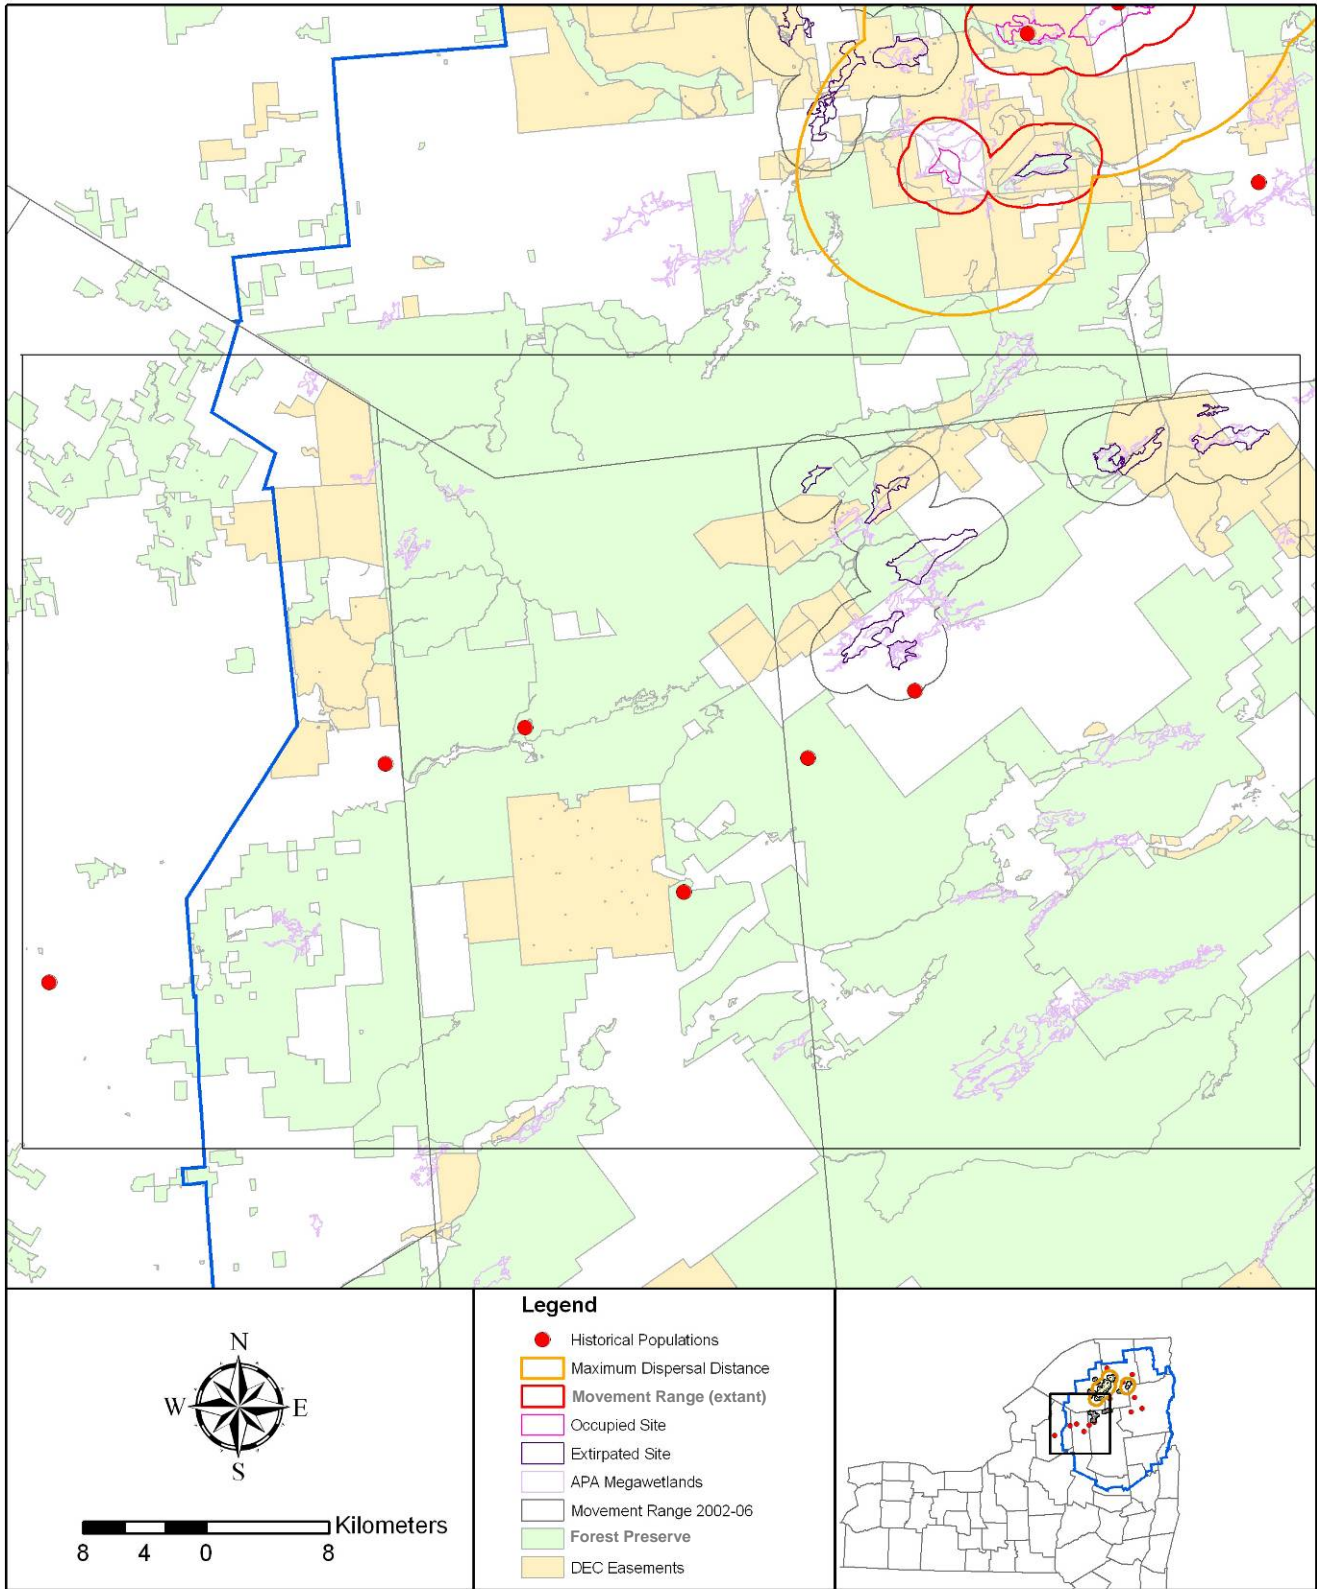 N
W E
S
Kilometers
8 4 0 8
Legend
Historical Populations
Maximum Dispersal Distance
Movement Range (extant)
Occupied Site
Extirpated Site
APA Megawetlands
Movement Range 2002-06
Forest Preserve
DEC Easements